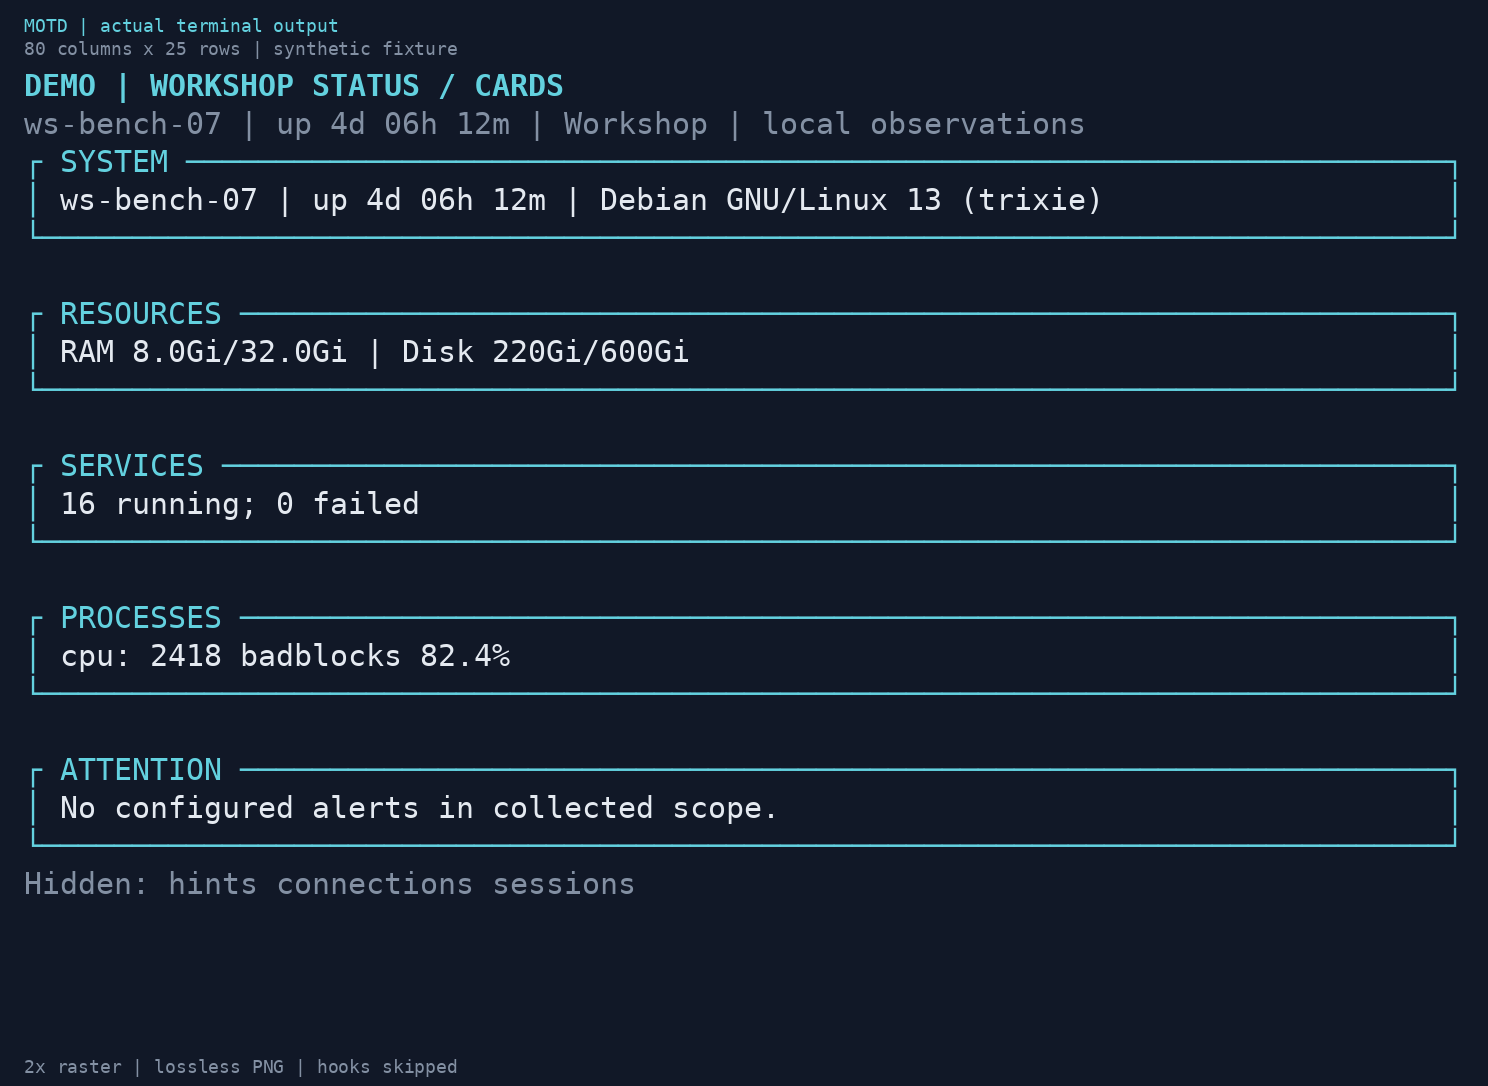 MOTD | actual terminal output
80 columns x 25 rows | synthetic fixture
DEMO | WORKSHOP STATUS / CARDS
ws-bench-07 | up 4d 06h 12m | Workshop | local observations
SYSTEM
ws-bench-07 | up 4d 06h 12m | Debian GNU/Linux 13 (trixie)
RESOURCES
RAM 8.0Gi/32.0Gi | Disk 220Gi/600Gi
SERVICES
16 running; 0 failed
PROCESSES
cpu: 2418 badblocks 82.4%
ATTENTION
No configured alerts in collected scope.
Hidden: hints connections sessions
2x raster | lossless PNG | hooks skipped